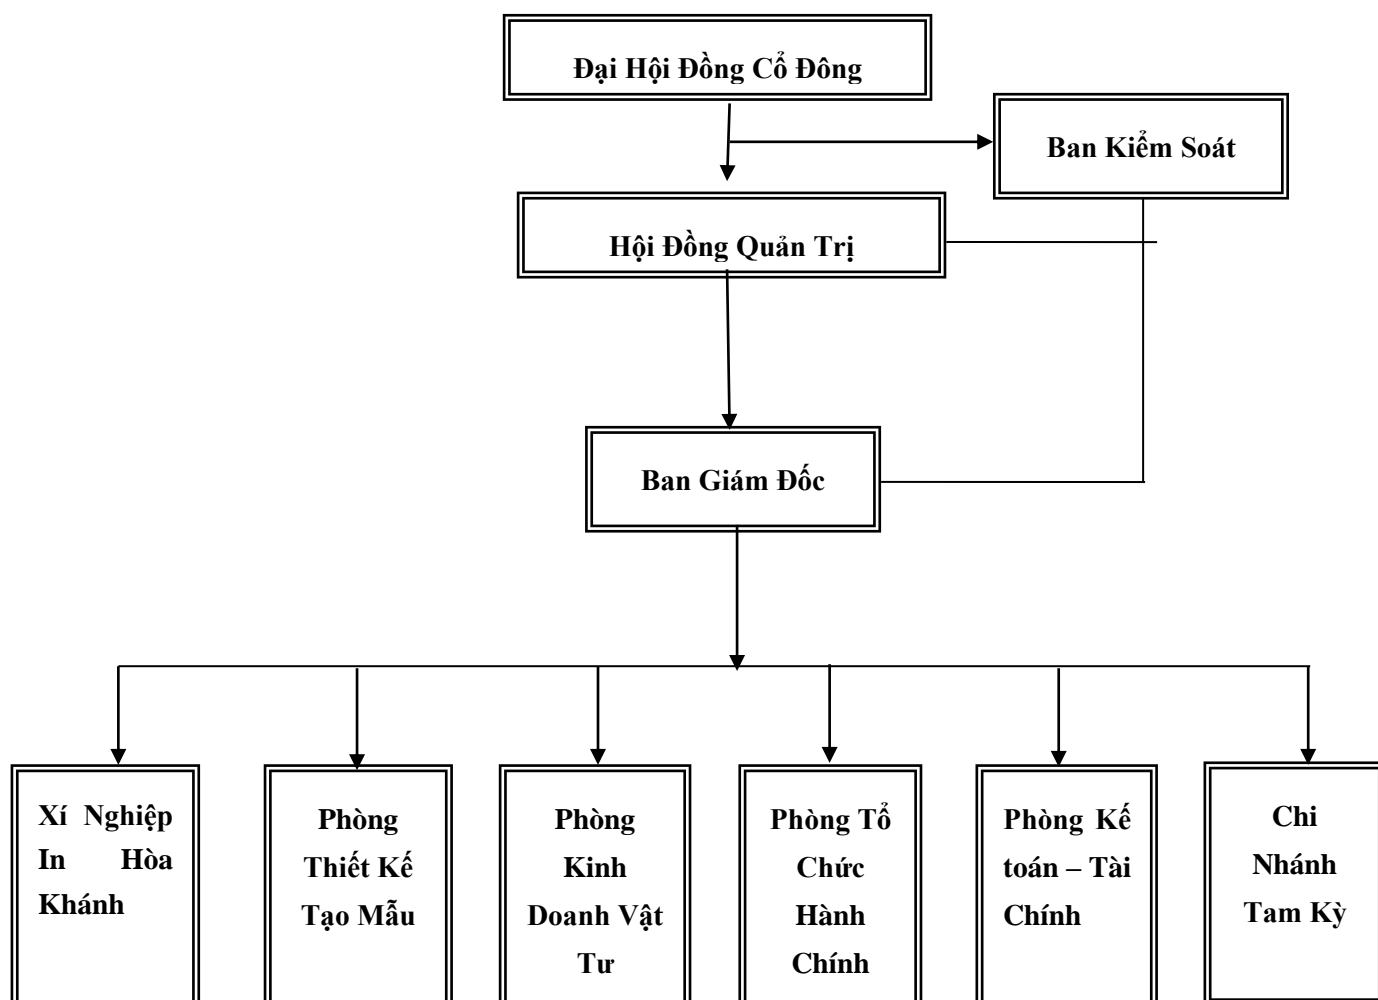 Đại Hội Đồng Cổ Đông
Ban Kiểm Soát
Hội Đồng Quản Trị
Ban Giám Đốc
Xí Nghiệp
In Hòa
Khánh
Phòng
Thiết Kế
Tạo Mẫu
Phòng
Kinh
Doanh Vật
Tư
Phòng Tổ
Chức
Hành
Chính
Phòng Kế
toán – Tài
Chính
Chi
Nhánh
Tam Kỳ